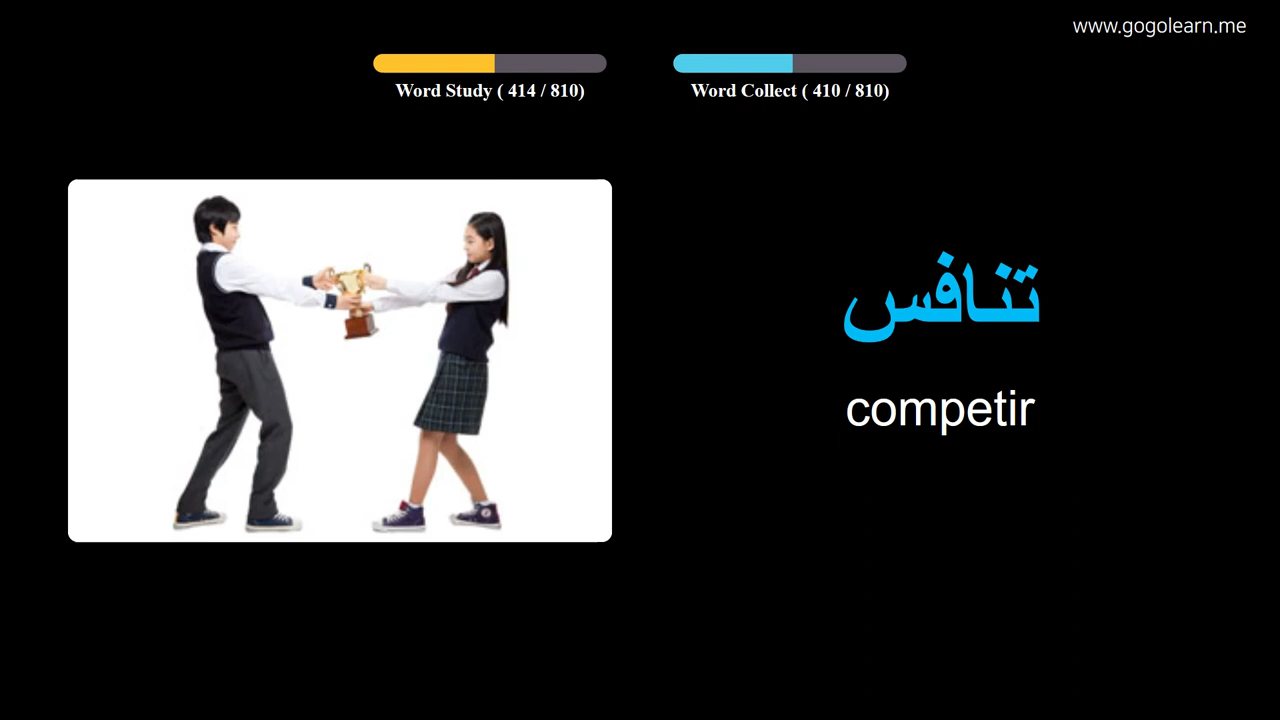 www.gogolearn.me
Word Study ( 414 / 810)
Word Collect ( 410 / 810)
تنافس
competir